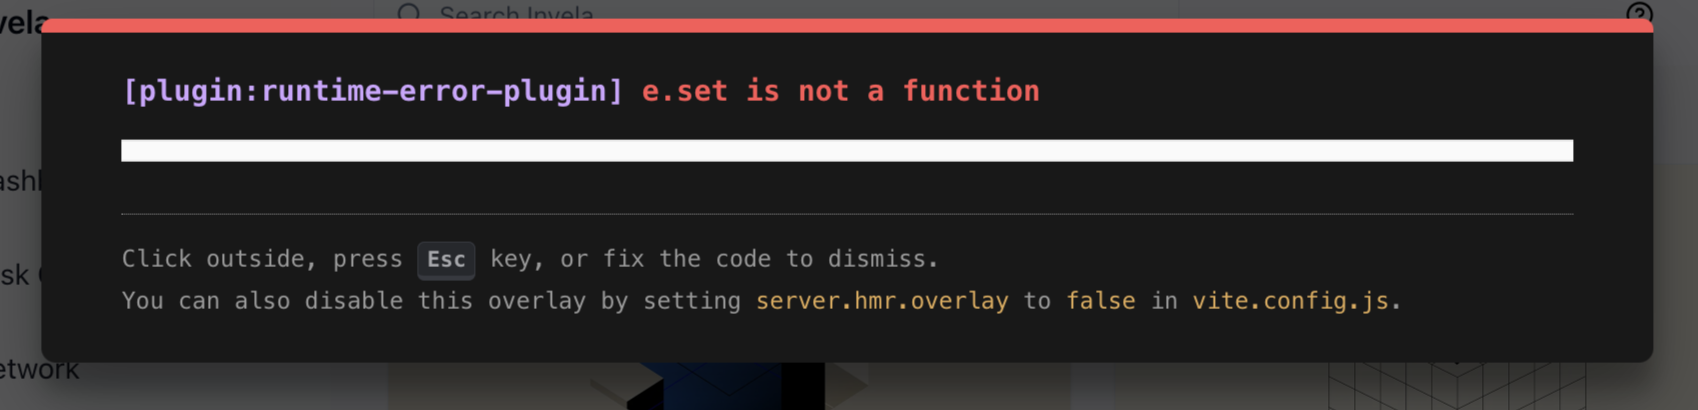 Search Invela
vela
[plugin:runtime-error-plugin] e.set is not a function
Click outside, press Esc key, or fix the code to dismiss.
You can also disable this overlay by setting server.hmr.overlay to false in vite.config.js.
ashl
sk
etwork